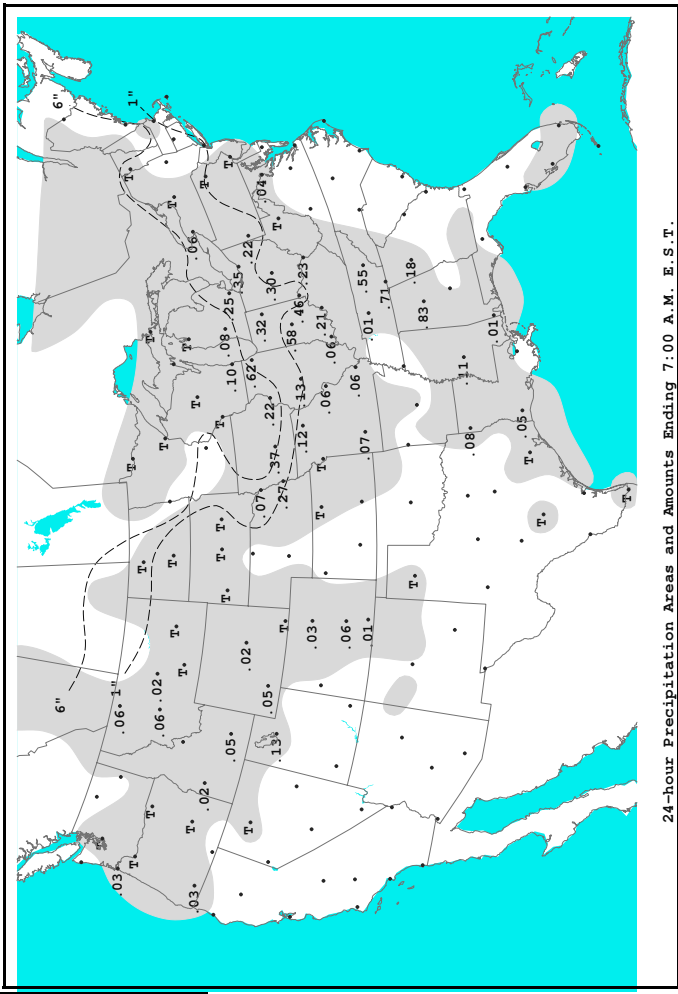 6"
6"
1"
.03
.06
1"
T
T
T
T
T
T
.02
.06
T
T
T
T
T
T
T
.03
.06
T
.02
T
T
T
T
.08
T
T
.25
.05
.10
.35
.02
T
.22
.62
.07
.32
.04
.05
.22
.30
.37
.13
T
.27
T
.58
.46
.13
.12
.23
.03
T
.21
T
.06
.06
.06
.06
.55
.07
.01
.01
.71
.18
T
.83
.11
.08
.01
.05
T
T
T
24-hour Precipitation Areas and Amounts Ending 7:00 A.M. E.S.T.